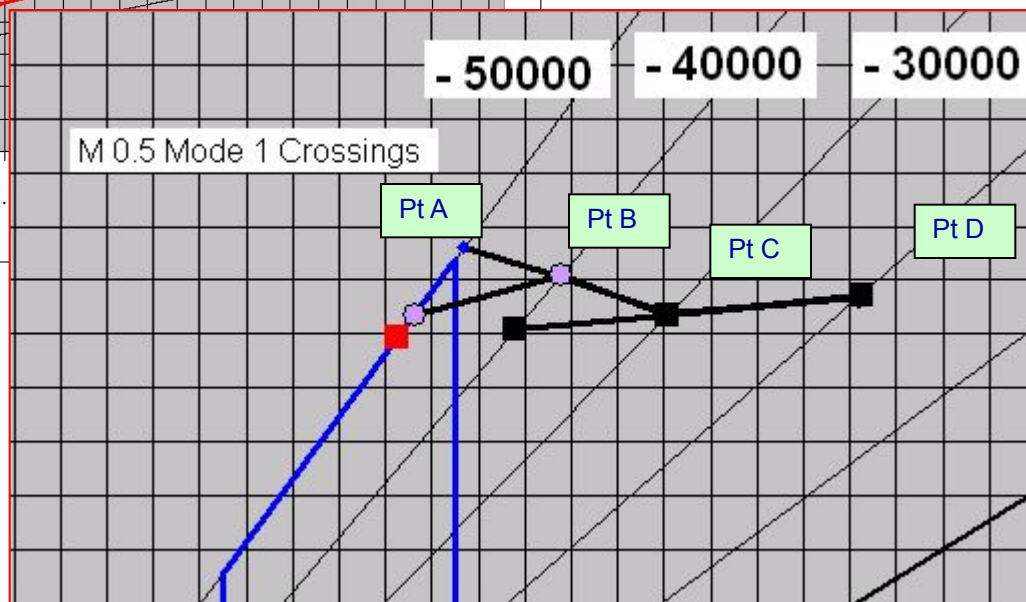 - 50000
- 40000
- 30000
M 0.5 Mode 1 Crossings
Pt A
Pt B
Pt C
Pt D